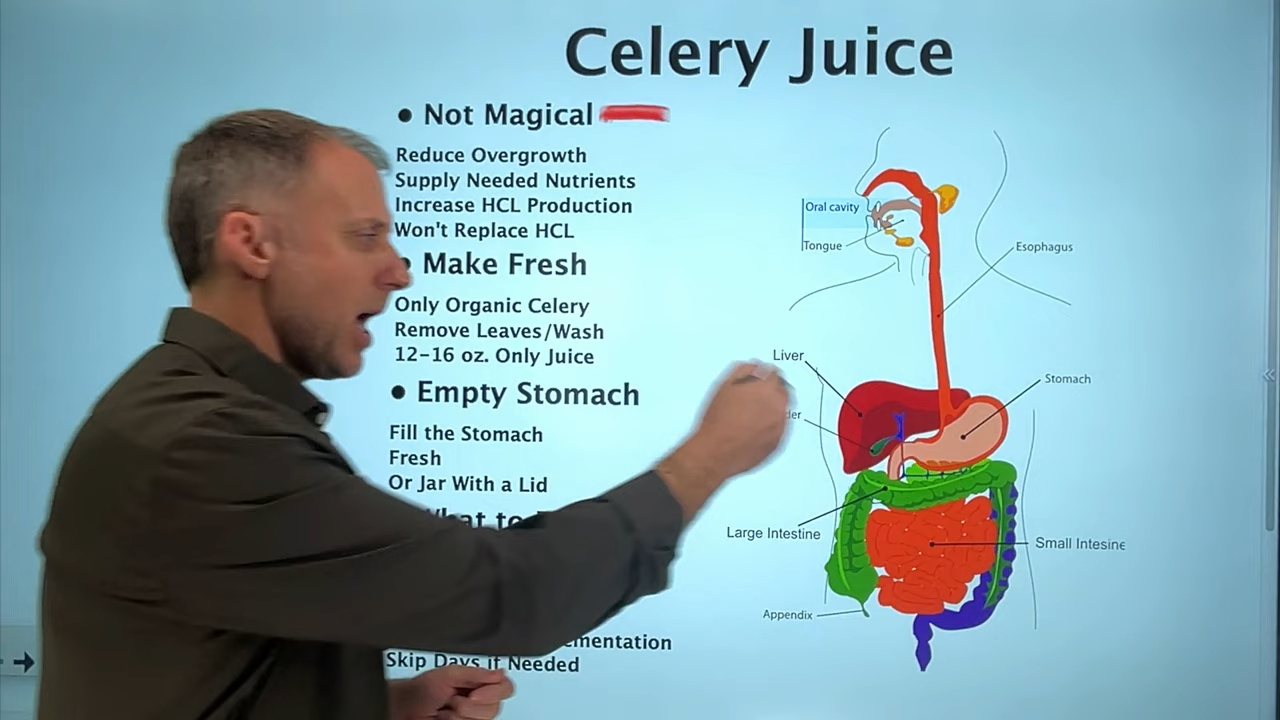 Celery Juice
• Not Magical
Reduce Overgrowth
Supply Needed Nutrients
Increase HCL Production
Won't Replace HCL
• Make Fresh
Only Organic Celery
Remove Leaves/Wash
12-16 oz. Only Juice
• Empty Stomach
Fill the Stomach
Fresh
Or Jar With a Lid
to
Skip Days if Needed
Oral cavity
Tongue
Esophagus
Liver
Stomach
Large Intestine
Small Intesine
Appendix